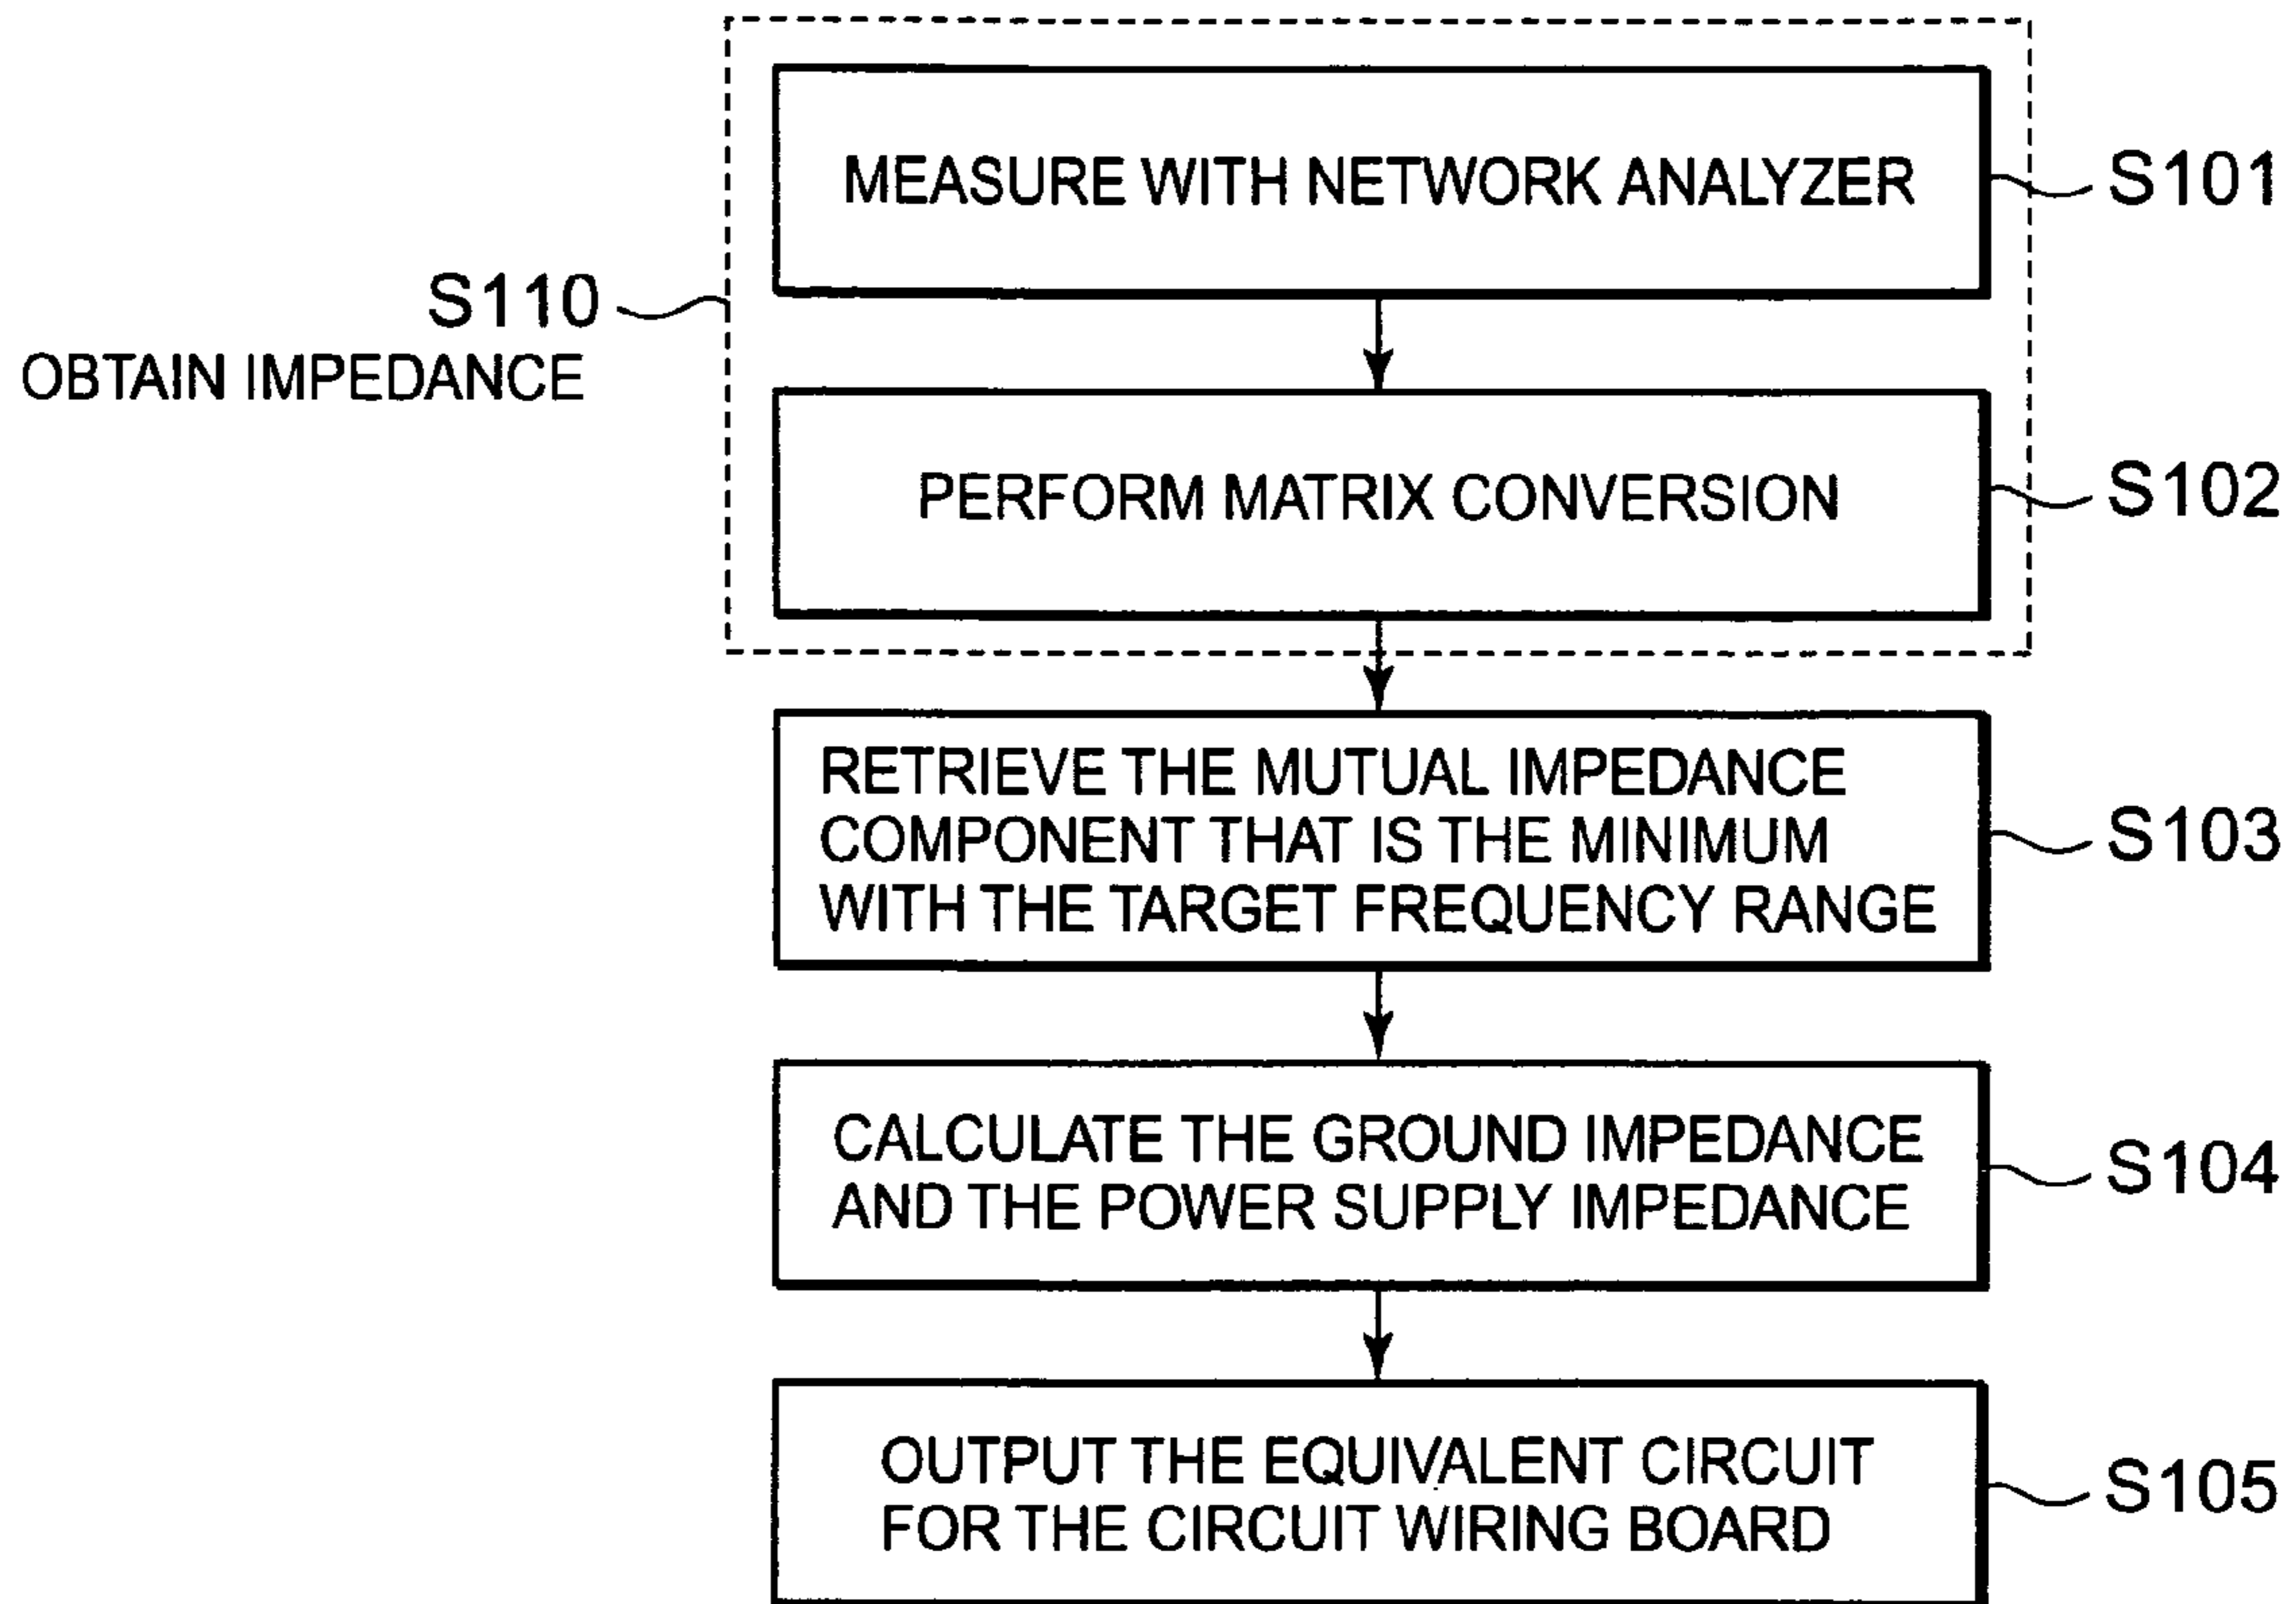 MEASURE WITH NETWORK ANALYZER
S101
S110
OBTAIN IMPEDANCE
PERFORM MATRIX CONVERSION
S102
RETRIEVE THE MUTUAL IMPEDANCE
COMPONENT THAT IS THE MINIMUM
WITH THE TARGET FREQUENCY RANGE
S103
CALCULATE THE GROUND IMPEDANCE
AND THE POWER SUPPLY IMPEDANCE
S104
OUTPUT THE EQUIVALENT CIRCUIT
FOR THE CIRCUIT WIRING BOARD
S105